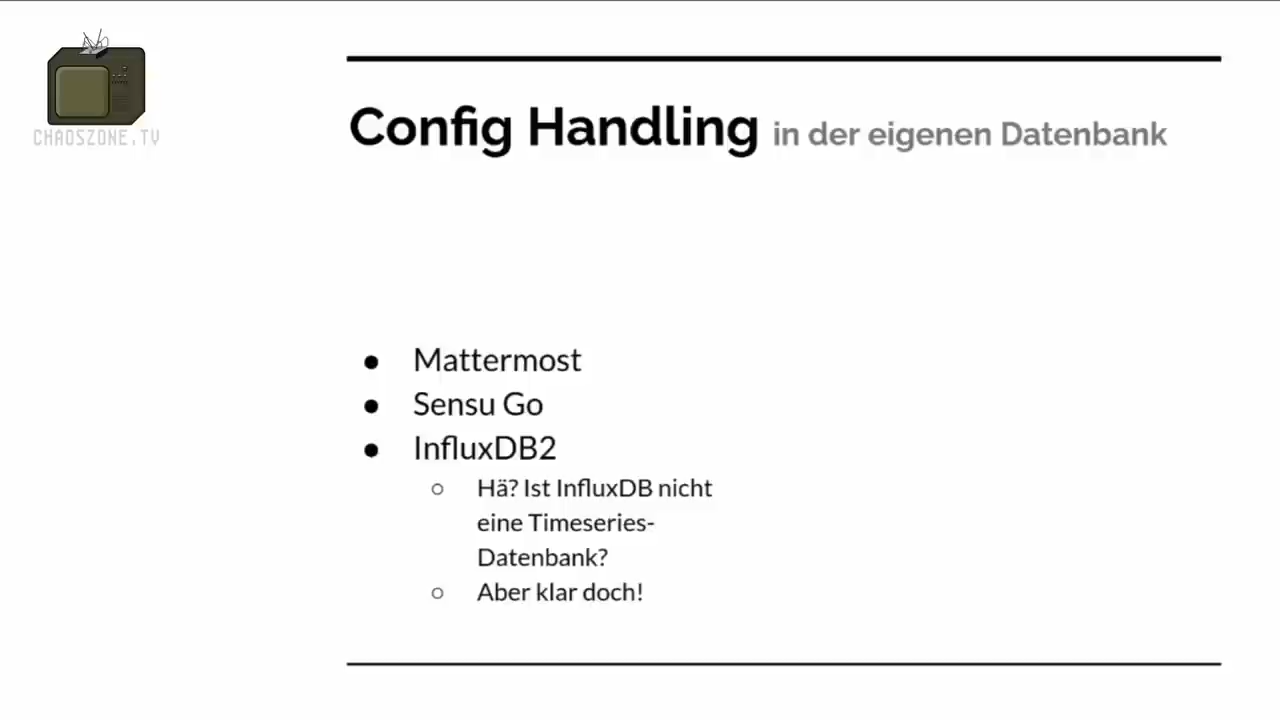 CHAOSZONE.TV
Config Handling in der eigenen Datenbank
● Mattermost
● Sensu Go
● InfluxDB2
○ Hä? Ist InfluxDB nicht
eine Timeseries-
Datenbank?
○ Aber klar doch!